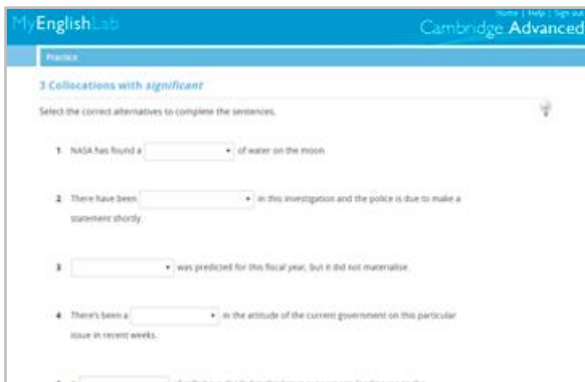 Home | Help | Sign out
MyEnglishLab
Cambridge Advanced
Practice
3 Collocations with significant
Select the correct alternatives to complete the sentences.
1 NASA has found a of water on the moon.
2 There have been in this investigation and the police is due to make a
statement shortly.
3 was predicted for this fiscal year, but it did not materialise.
4 There's been a in the attitude of the current government on this particular
issue in recent weeks.